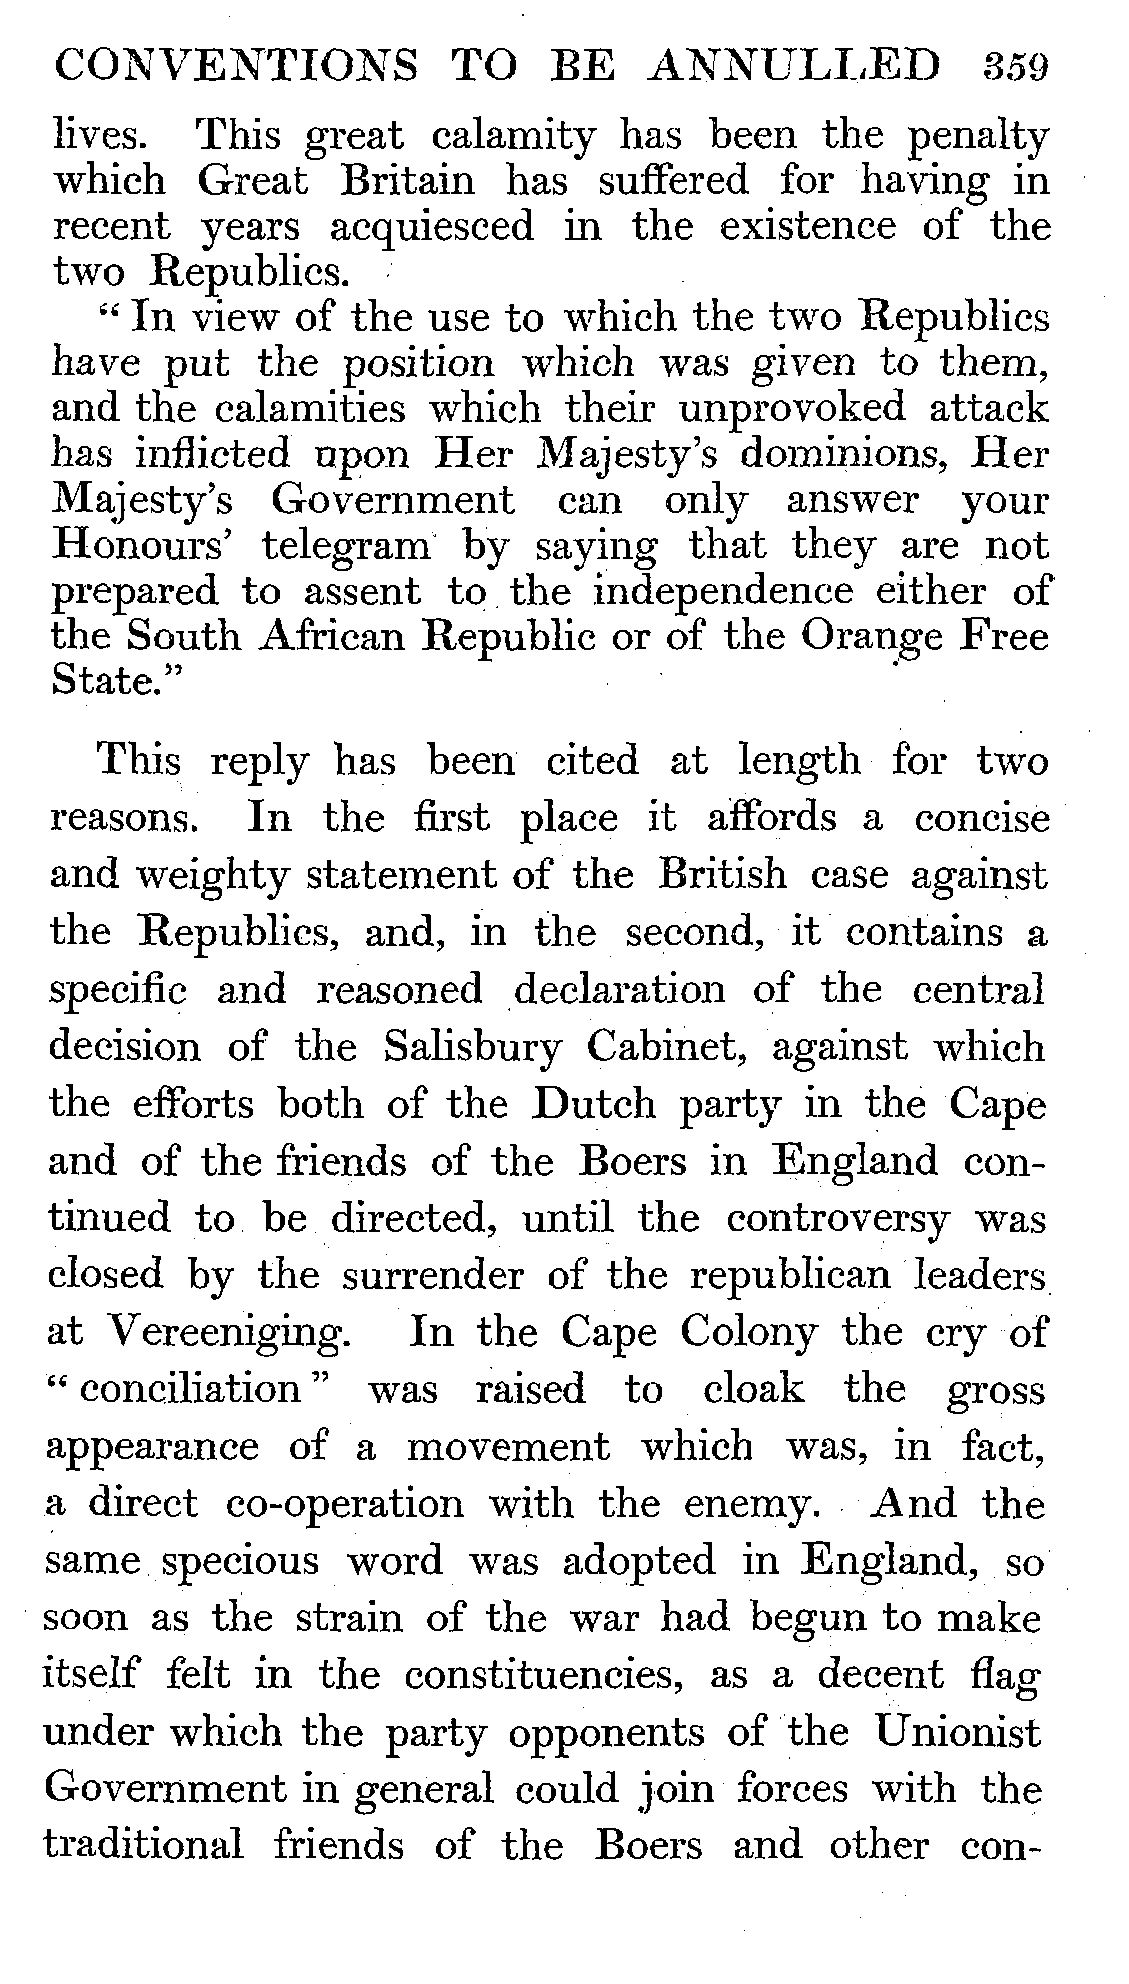 CONVENTIONS TO BE ANNULLED 359
lives. This great calamity has been the penalty
which Great Britain has suffered for having in
recent years acquiesced in the existence of the
two Republics.
“ In view of the use to which the two Republics
have put the position which was given to them,
and the calamities which their unprovoked attack
has inflicted upon Her Majesty’s dominions, Her
Majesty’s Government can only answer your
Honours’ telegram by saying that they are not
prepared to assent to the independence either of
the South African Republic or of the Orange Free
State.”
This reply has been cited at length for two
reasons. In the first place it affords a concise
and weighty statement of the British case against
the Republics, and, in the second, it contains a
specific and reasoned declaration of the central
decision of the Salisbury Cabinet, against which
the efforts both of the Dutch party in the Cape
and of the friends of the Boers in England con-
tinued to be directed, until the controversy was
closed by the surrender of the republican leaders
at Vereeniging. In the Cape Colony the cry of
“ conciliation ” was raised to cloak the gross
appearance of a movement which was, in fact,
a direct co-operation with the enemy. And the
same specious word was adopted in England, so
soon as the strain of the war had begun to make
itself felt in the constituencies, as a decent flag
under which the party opponents of the Unionist
Government in general could join forces with the
traditional friends of the Boers and other con-